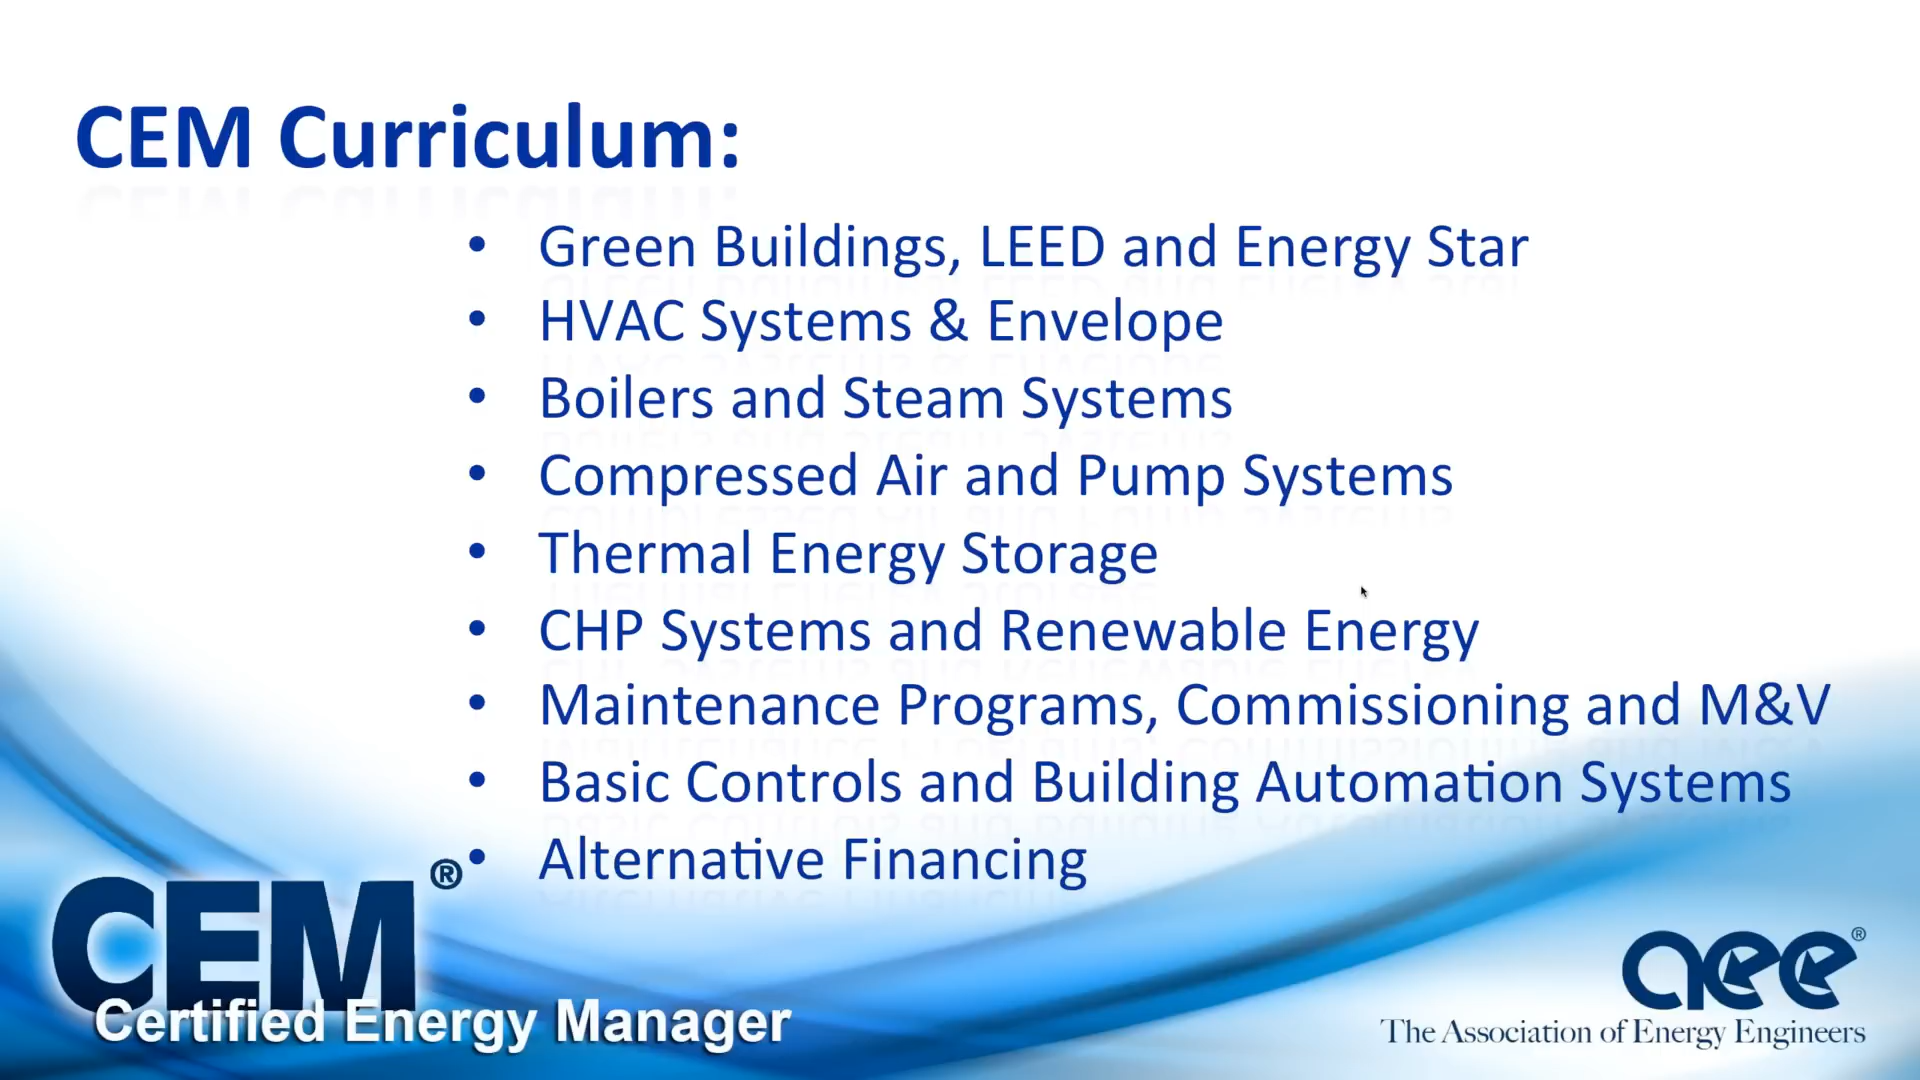 CEM Curriculum:
• Green Buildings, LEED and Energy Star
• HVAC Systems & Envelope
• Boilers and Steam Systems
• Compressed Air and Pump Systems
• Thermal Energy Storage
• CHP Systems and Renewable Energy
• Maintenance Programs, Commissioning and M&V
• Basic Controls and Building Automation Systems
• Alternative Financing
CEM®
Certified Energy Manager
aee®
The Association of Energy Engineers